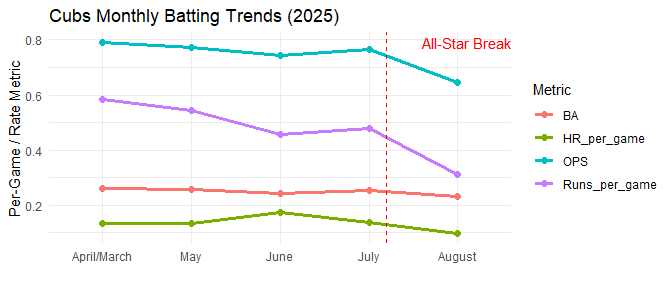 Cubs Monthly Batting Trends (2025)
All-Star Break
Per-Game / Rate Metric
0.8
0.6
0.4
0.2
April/March
May
June
July
August
Metric
BA
HR_per_game
OPS
Runs_per_game